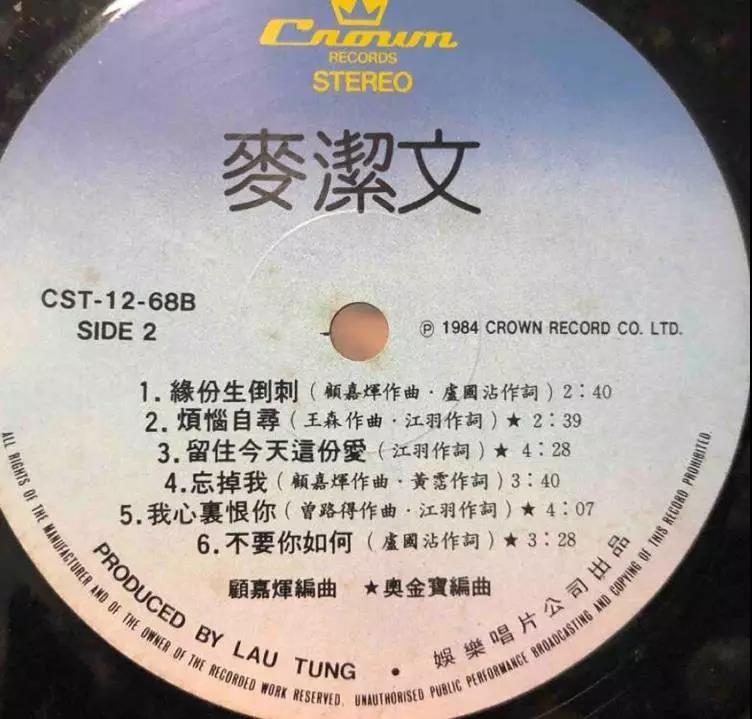 Crown
RECORDS
STEREO
麥潔文
CST-12-68B
SIDE 2
Ⓟ 1984 CROWN RECORD CO. LTD.
1. 緣份生倒刺 (顧嘉煇作曲·盧國沾作詞) 2:40
2. 煩惱自尋 (王森作曲·江羽作詞) ★ 2:39
3. 留住今天這份愛 (江羽作詞) ★ 4:28
4. 忘掉我 (顧嘉煇作曲·黃霑作詞) 3:40
5. 我心裏恨你 (曾路得作曲·江羽作詞) ★ 4:07
6. 不要你如何 (盧國沾作詞) ★ 3:28
顧嘉煇編曲 ★奧金寶編曲
PRODUCED BY LAU TUNG · 娛樂唱片公司出品
ALL RIGHTS OF THE MANUFACTURER AND OF THE OWNER OF THE RECORDED WORK RESERVED. UNAUTHORISED PUBLIC PERFORMANCE BROADCASTING AND COPYING OF THIS RECORD PROHIBITED.